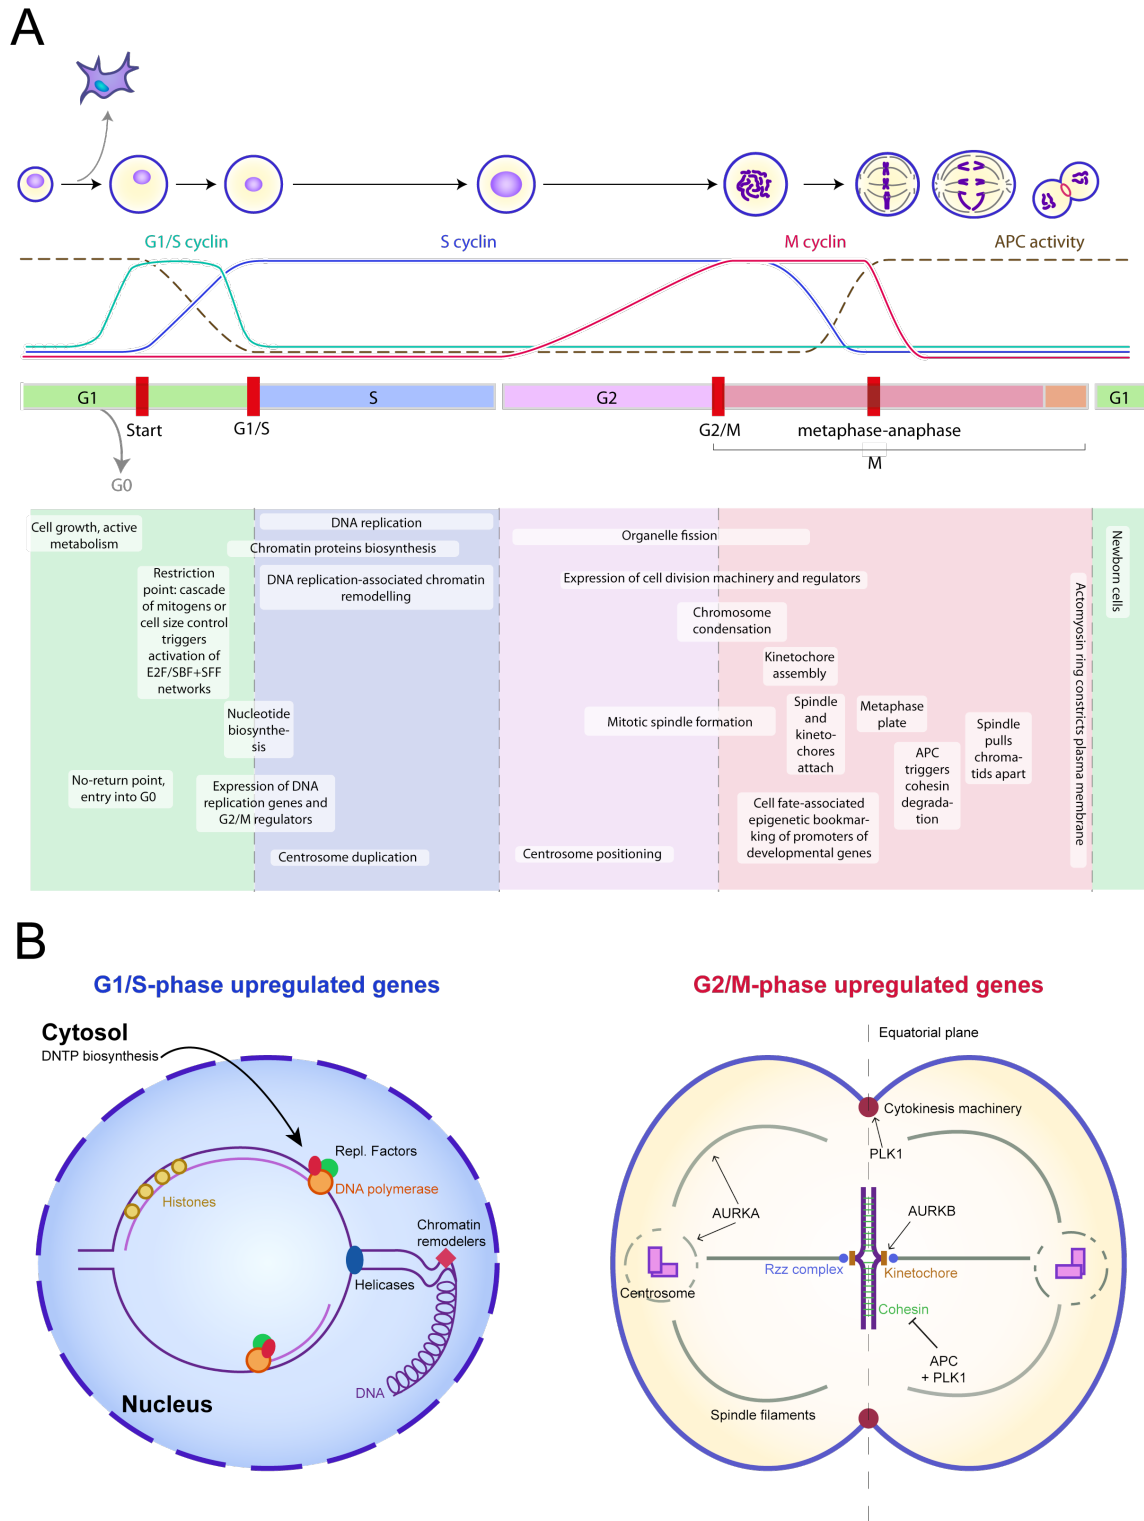 A
G1/S cyclin
S cyclin
M cyclin
APC activity
G1
S
G2
G1
Start
G1/S
G2/M
metaphase-anaphase
M
G0
Cell growth, active
metabolism
DNA replication
Chromatin proteins biosynthesis
Organelle fission
Newborn cells
Restriction
point: cascade
of mitogens or
cell size control
triggers
activation of
E2F/SBF+SFF
networks
DNA replication-associated chromatin
remodelling
Expression of cell division machinery and regulators
Actomyosin ring constricts plasma membrane
Chromosome
condensation
Kinetochore
assembly
Nucleotide
biosynthe-
sis
Mitotic spindle formation
Spindle
and
kineto-
chores
attach
Metaphase
plate
Spindle
pulls
chroma-
tids apart
No-return point,
entry into G0
Expression of DNA
replication genes and
G2/M regulators
APC
triggers
cohesin
degrada-
tion
Cell fate-associated
epigenetic bookmar-
king of promoters of
developmental genes
Centrosome duplication
Centrosome positioning
B
G1/S-phase upregulated genes
Cytosol
DNTP biosynthesis
Repl. Factors
DNA polymerase
Histones
Chromatin
remodelers
Helicases
DNA
Nucleus
G2/M-phase upregulated genes
Equatorial plane
Cytokinesis machinery
PLK1
AURKA
AURKB
Rzz complex
Kinetochore
Centrosome
Cohesin
APC
+ PLK1
Spindle filaments